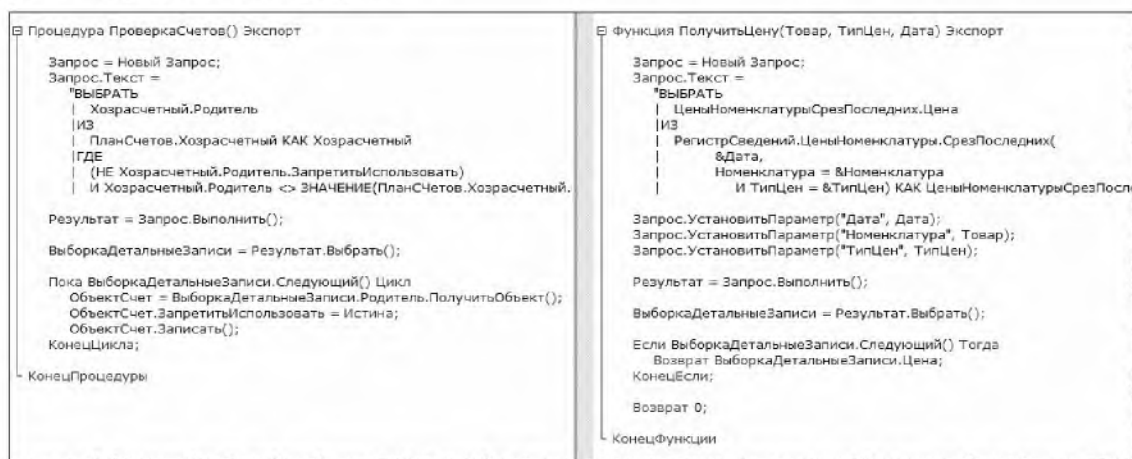 Процедура ПроверкаСчетов() Экспорт
Запрос = Новый Запрос;
Запрос.Текст =
"ВЫБРАТЬ
| Хозрасчетный.Родитель
|ИЗ
| ПланСчетов.Хозрасчетный КАК Хозрасчетный
|ГДЕ
| (НЕ Хозрасчетный.Родитель.ЗапретитьИспользовать)
| И Хозрасчетный.Родитель <> ЗНАЧЕНИЕ(ПланСчетов.Хозрасчетный.
Результат = Запрос.Выполнить();
ВыборкаДетальныеЗаписи = Результат.Выбрать();
Пока ВыборкаДетальныеЗаписи.Следующий() Цикл
ОбъектСчет = ВыборкаДетальныеЗаписи.Родитель.ПолучитьОбъект();
ОбъектСчет.ЗапретитьИспользовать = Истина;
ОбъектСчет.Записать();
КонецЦикла;
КонецПроцедуры
Функция ПолучитьЦену(Товар, ТипЦен, Дата) Экспорт
Запрос = Новый Запрос;
Запрос.Текст =
"ВЫБРАТЬ
| ЦеныНоменклатурыСрезПоследних.Цена
|ИЗ
| РегистрСведений.ЦеныНоменклатуры.СрезПоследних(
| &Дата,
| Номенклатура = &Номенклатура
| И ТипЦен = &ТипЦен) КАК ЦеныНоменклатурыСрезПосл
Запрос.УстановитьПараметр("Дата", Дата);
Запрос.УстановитьПараметр("Номенклатура", Товар);
Запрос.УстановитьПараметр("ТипЦен", ТипЦен);
Результат = Запрос.Выполнить();
ВыборкаДетальныеЗаписи = Результат.Выбрать();
Если ВыборкаДетальныеЗаписи.Следующий() Тогда
Возврат ВыборкаДетальныеЗаписи.Цена;
КонецЕсли;
Возврат 0;
КонецФункции